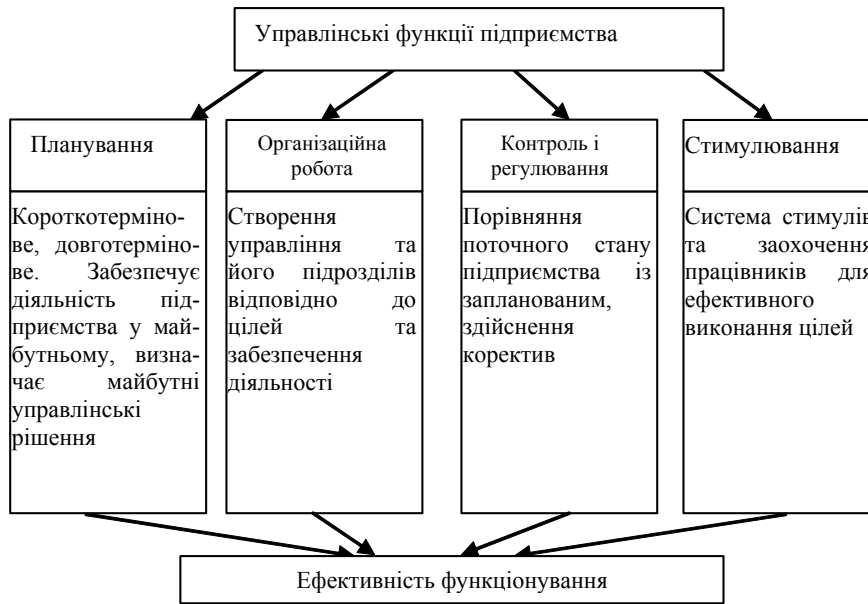 Управлінські функції підприємства
Планування
Короткотерміно-
ве, довготерміно-
ве. Забезпечує
діяльність під-
приємства у май-
бутньому, визна-
чає майбутні
управлінські
рішення
Організаційна
робота
Створення
управління та
його підрозділів
відповідно до
цілей та
забезпечення
діяльності
Контроль і
регулювання
Порівняння
поточного стану
підприємства із
запланованим,
здійснення
коректив
Стимулювання
Система стимулів
та заохочення
працівників для
ефективного
виконання цілей
Ефективність функціонування